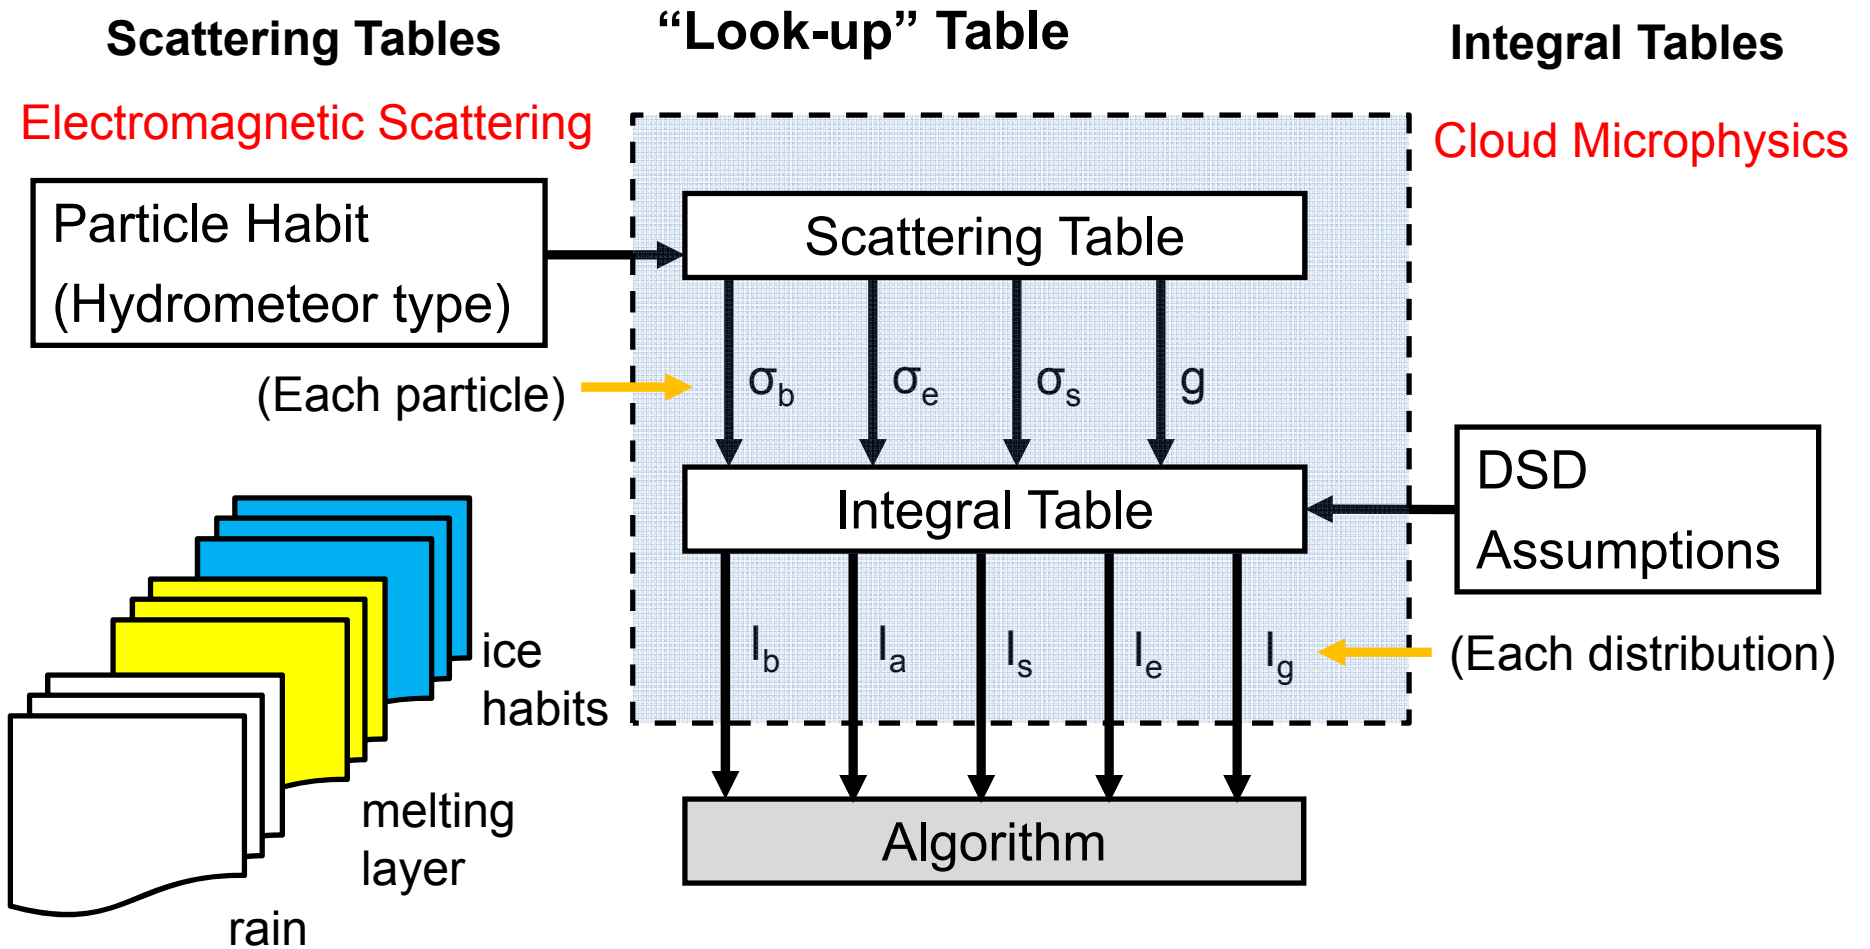 Scattering Tables
“Look-up” Table
Integral Tables
Electromagnetic Scattering
Cloud Microphysics
Particle Habit
(Hydrometeor type)
Scattering Table
(Each particle)
σb
σe
σs
g
Integral Table
DSD
Assumptions
Ib
Ia
Is
Ie
Ig
(Each distribution)
ice
habits
melting
layer
rain
Algorithm